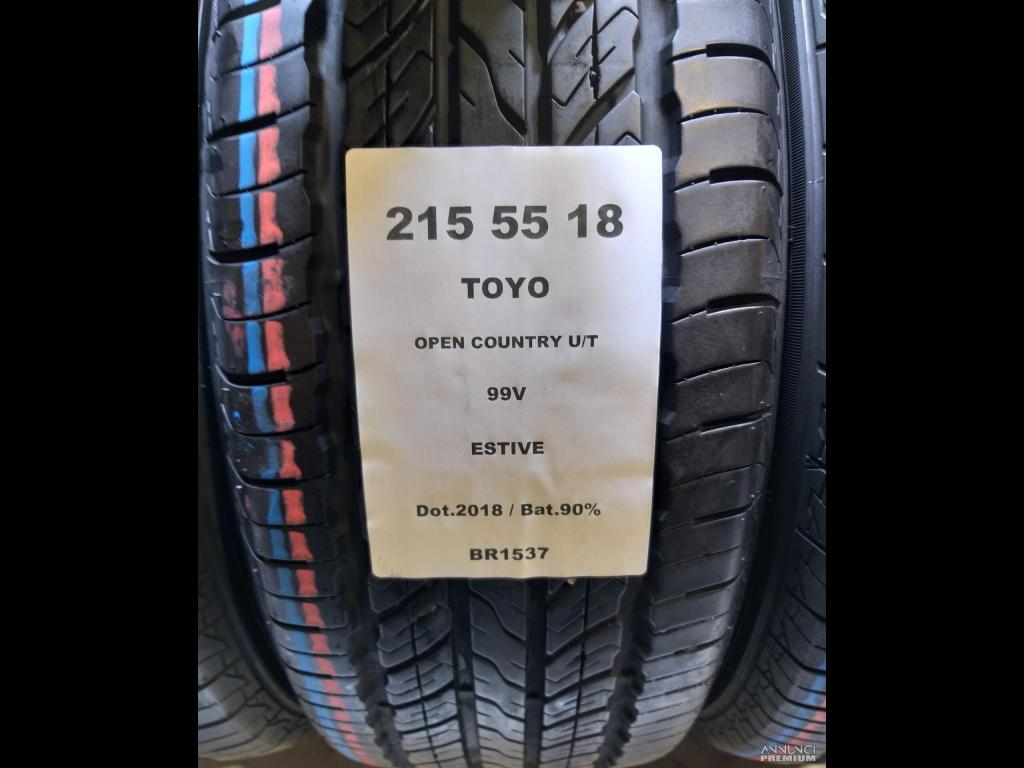 215 55 18
TOYO
OPEN COUNTRY U/T
99V
ESTIVE
Dot.2018 / Bat.90%
BR1537
ANNUNCI
PREMIUM